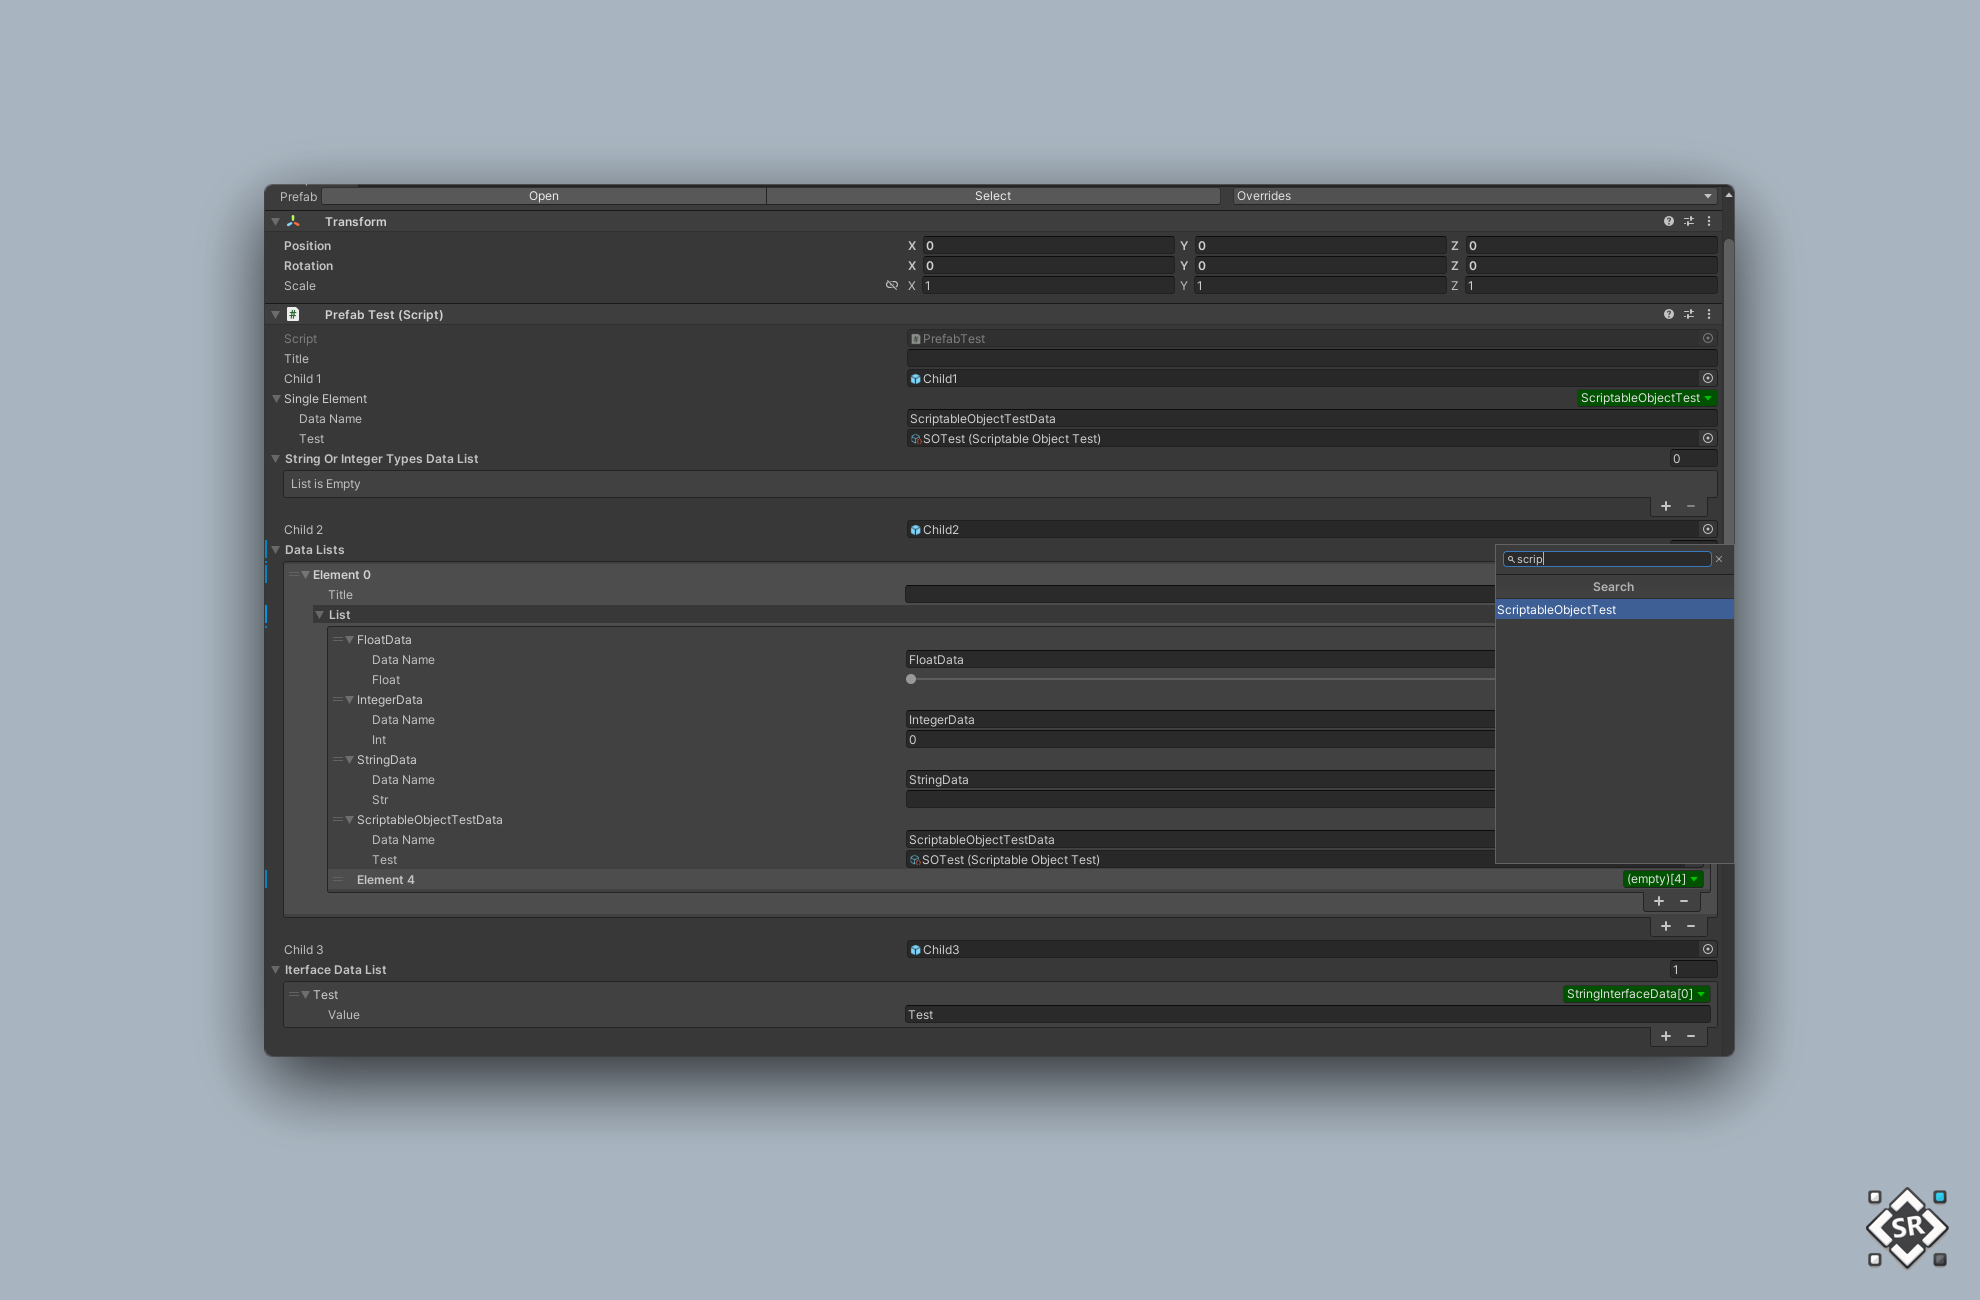 Prefab Open Select Overrides
Transform
Position X 0 Y 0 Z 0
Rotation X 0 Y 0 Z 0
Scale X 1 Y 1 Z 1
# Prefab Test (Script)
Script PrefabTest
Title
Child 1 Child1
Single Element ScriptableObjectTest
Data Name ScriptableObjectTestData
Test SOTest (Scriptable Object Test)
String Or Integer Types Data List 0
List is Empty
+ −
Child 2 Child2
Data Lists
scrip
Element 0
Search
Title
ScriptableObjectTest
List
FloatData
Data Name FloatData
Float
IntegerData
Data Name IntegerData
Int 0
StringData
Data Name StringData
Str
ScriptableObjectTestData
Data Name ScriptableObjectTestData
Test SOTest (Scriptable Object Test)
Element 4 (empty)[4]
+ −
+ −
Child 3 Child3
Iterface Data List 1
Test StringInterfaceData[0]
Value Test
+ −
SR